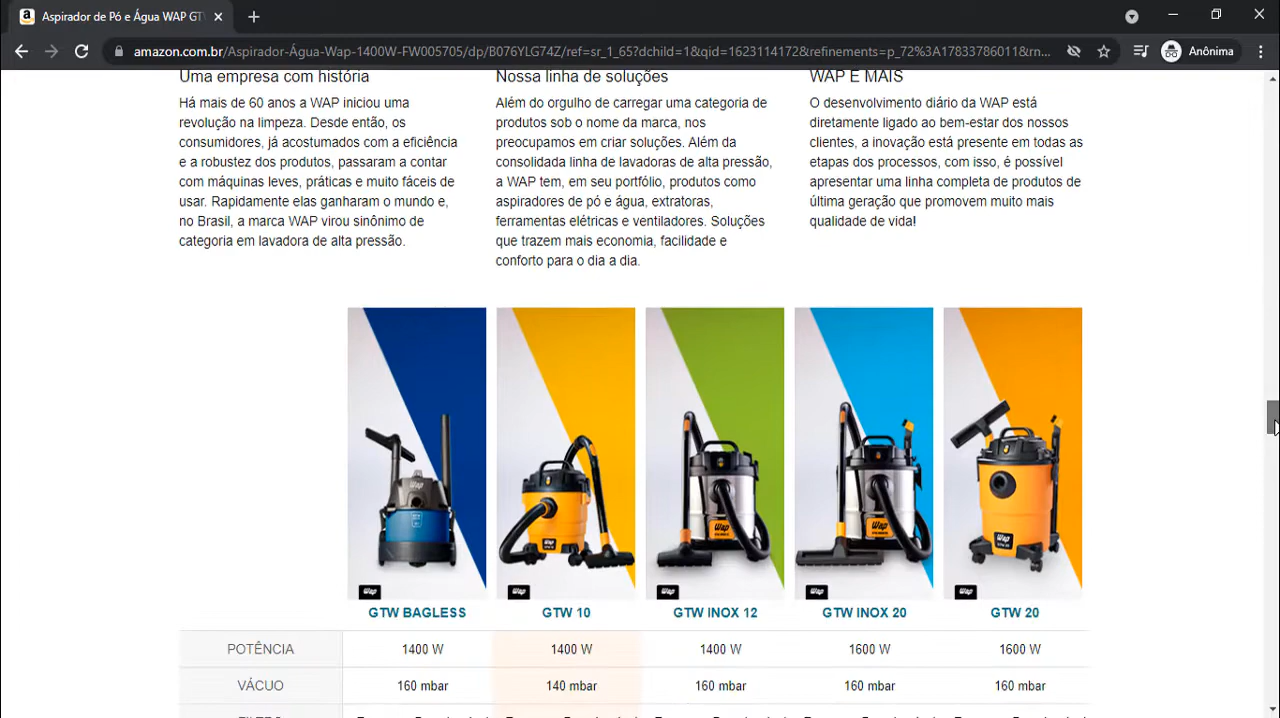 Aspirador de Pó e Água WAP GT
amazon.com.br/Aspirador-Água-Wap-1400W-FW005705/dp/B076YLG74Z/ref=sr_1_65?dchild=1&qid=1623114172&refinements=p_72%3A17833786011&rn...
Anônima
Uma empresa com história
Há mais de 60 anos a WAP iniciou uma
revolução na limpeza. Desde então, os
consumidores, já acostumados com a eficiência
e a robustez dos produtos, passaram a contar
com máquinas leves, práticas e muito fáceis de
usar. Rapidamente elas ganharam o mundo e,
no Brasil, a marca WAP virou sinônimo de
categoria em lavadora de alta pressão.
Nossa linha de soluções
Além do orgulho de carregar uma categoria de
produtos sob o nome da marca, nos
preocupamos em criar soluções. Além da
consolidada linha de lavadoras de alta pressão,
a WAP tem, em seu portfólio, produtos como
aspiradores de pó e água, extratoras,
ferramentas elétricas e ventiladores. Soluções
que trazem mais economia, facilidade e
conforto para o dia a dia.
WAP É MAIS
O desenvolvimento diário da WAP está
diretamente ligado ao bem-estar dos nossos
clientes, a inovação está presente em todas as
etapas dos processos, com isso, é possível
apresentar uma linha completa de produtos de
última geração que promovem muito mais
qualidade de vida!
Wap Wap Wap Wap Wap
GTW BAGLESS GTW 10 GTW INOX 12 GTW INOX 20 GTW 20
POTÊNCIA 1400 W 1400 W 1400 W 1600 W 1600 W
VÁCUO 160 mbar 140 mbar 160 mbar 160 mbar 160 mbar